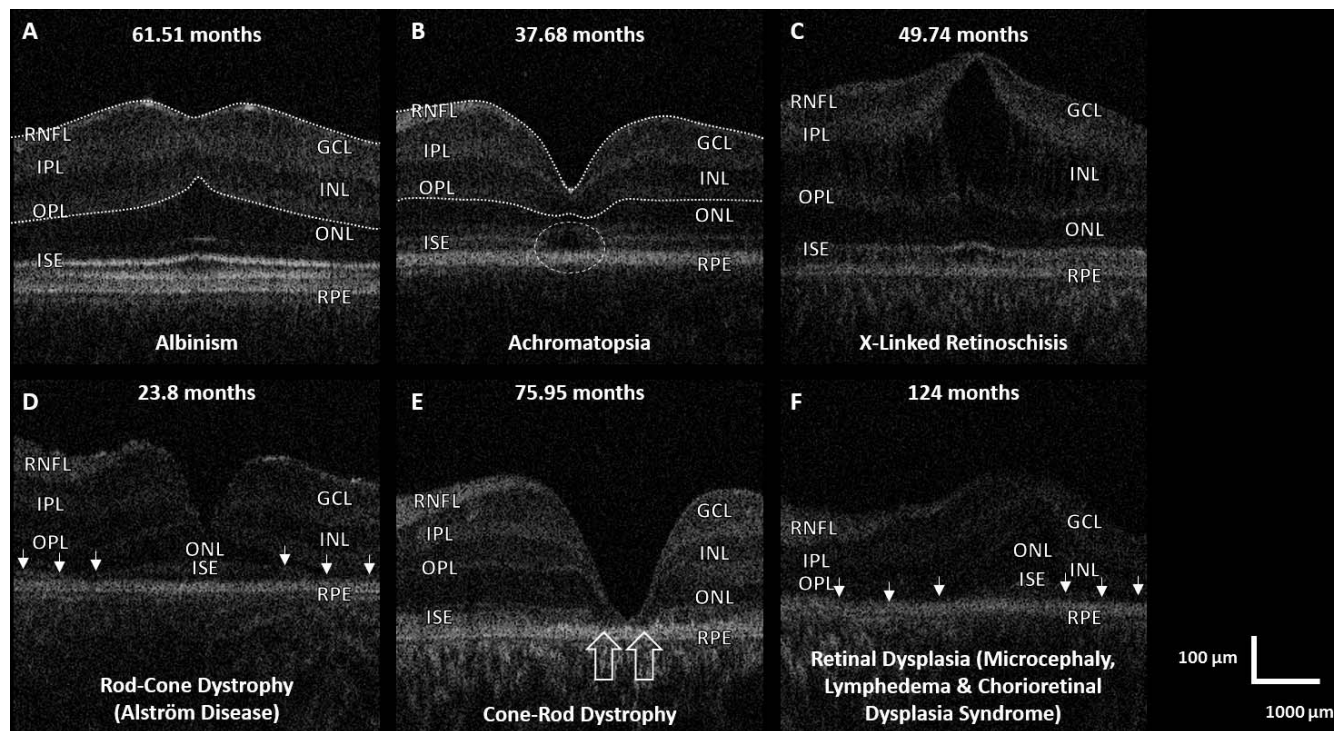 A
61.51 months
RNFL
GCL
IPL
INL
OPL
ONL
ISE
RPE
Albinism
B
37.68 months
RNFL
GCL
IPL
INL
OPL
ONL
ISE
RPE
Achromatopsia
C
49.74 months
RNFL
GCL
IPL
INL
OPL
ONL
ISE
RPE
X-Linked Retinoschisis
D
23.8 months
RNFL
GCL
IPL
OPL
INL
ONL
ISE
RPE
Rod-Cone Dystrophy
(Alström Disease)
E
75.95 months
RNFL
GCL
IPL
INL
OPL
ONL
ISE
RPE
Cone-Rod Dystrophy
F
124 months
RNFL
GCL
ONL
IPL
INL
ISE
OPL
RPE
Retinal Dysplasia (Microcephaly,
Lymphedema & Chorioretinal
Dysplasia Syndrome)
100 µm
1000 µm